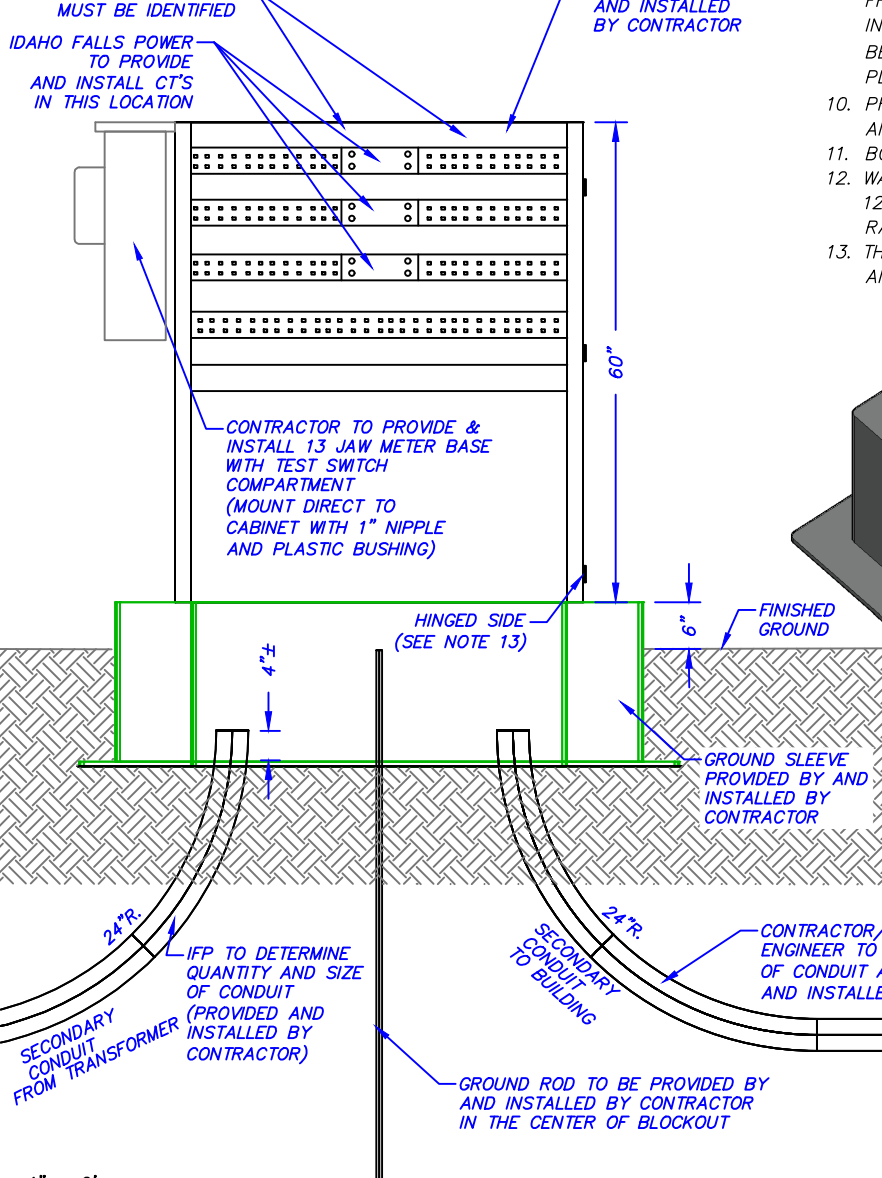 MUST BE IDENTIFIED
AND INSTALLED
BY CONTRACTOR
IDAHO FALLS POWER
TO PROVIDE
AND INSTALL CT'S
IN THIS LOCATION
IN
BE
10.
11.
12.
12
13.
60"
CONTRACTOR TO PROVIDE &
INSTALL 13 JAW METER BASE
WITH TEST SWITCH
COMPARTMENT
(MOUNT DIRECT TO
CABINET WITH 1" NIPPLE
AND PLASTIC BUSHING)
HINGED SIDE
(SEE NOTE 13)
6"
FINISHED
GROUND
4"±
GROUND SLEEVE
PROVIDED BY AND
INSTALLED BY
CONTRACTOR
24"R.
24"R.
IFP TO DETERMINE
QUANTITY AND SIZE
OF CONDUIT
(PROVIDED AND
INSTALLED BY
CONTRACTOR)
SECONDARY
CONDUIT
FROM TRANSFORMER
SECONDARY
CONDUIT
TO BUILDING
CONTRACTOR/
ENGINEER TO
OF CONDUIT
AND INSTALLE
GROUND ROD TO BE PROVIDED BY
AND INSTALLED BY CONTRACTOR
IN THE CENTER OF BLOCKOUT